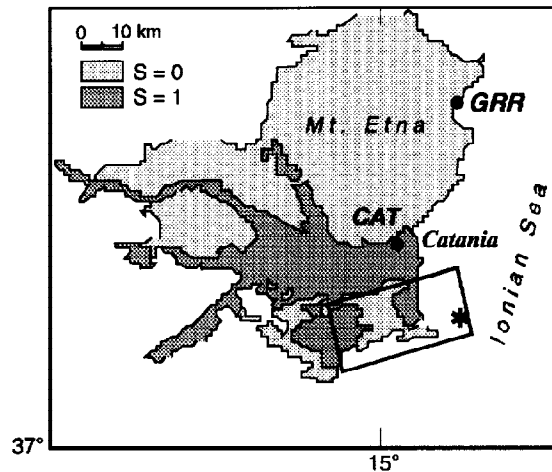 0 10 km
S = 0
S = 1
GRR
Mt. Etna
CAT
Catania
Ionian Sea
37°
15°